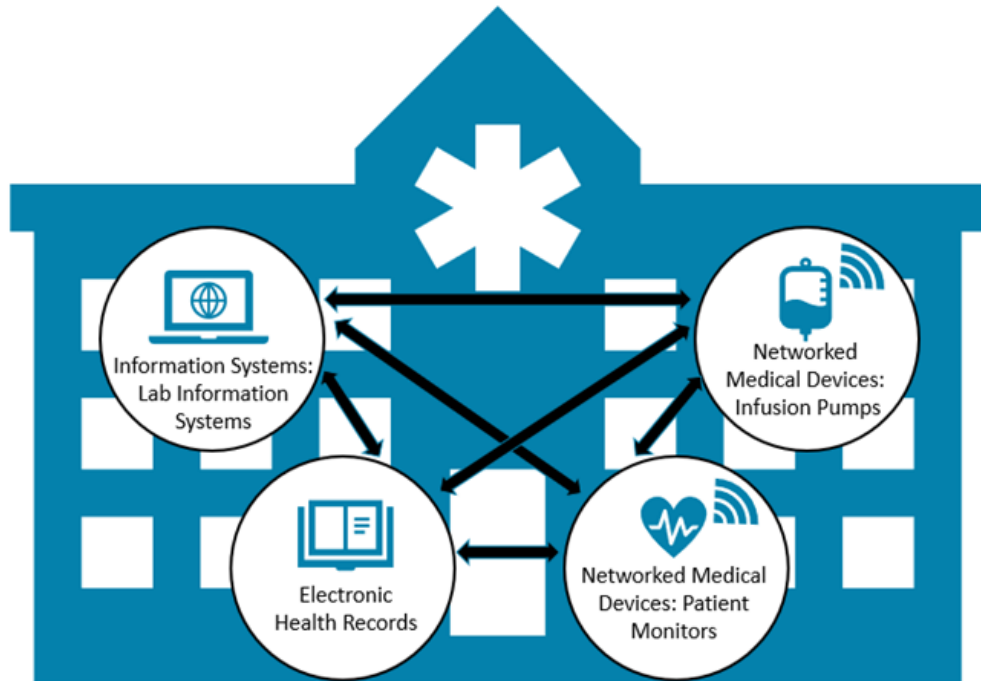 Information Systems:
Lab Information
Systems
Networked
Medical Devices:
Infusion Pumps
Electronic
Health Records
Networked Medical
Devices: Patient
Monitors